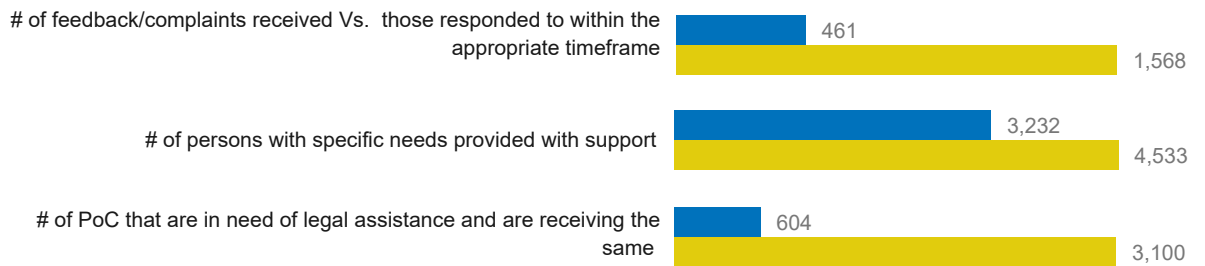 # of feedback/complaints received Vs.  those responded to within the
appropriate timeframe
461
1,568
# of persons with specific needs provided with support
3,232
4,533
# of PoC that are in need of legal assistance and are receiving the
same
604
3,100